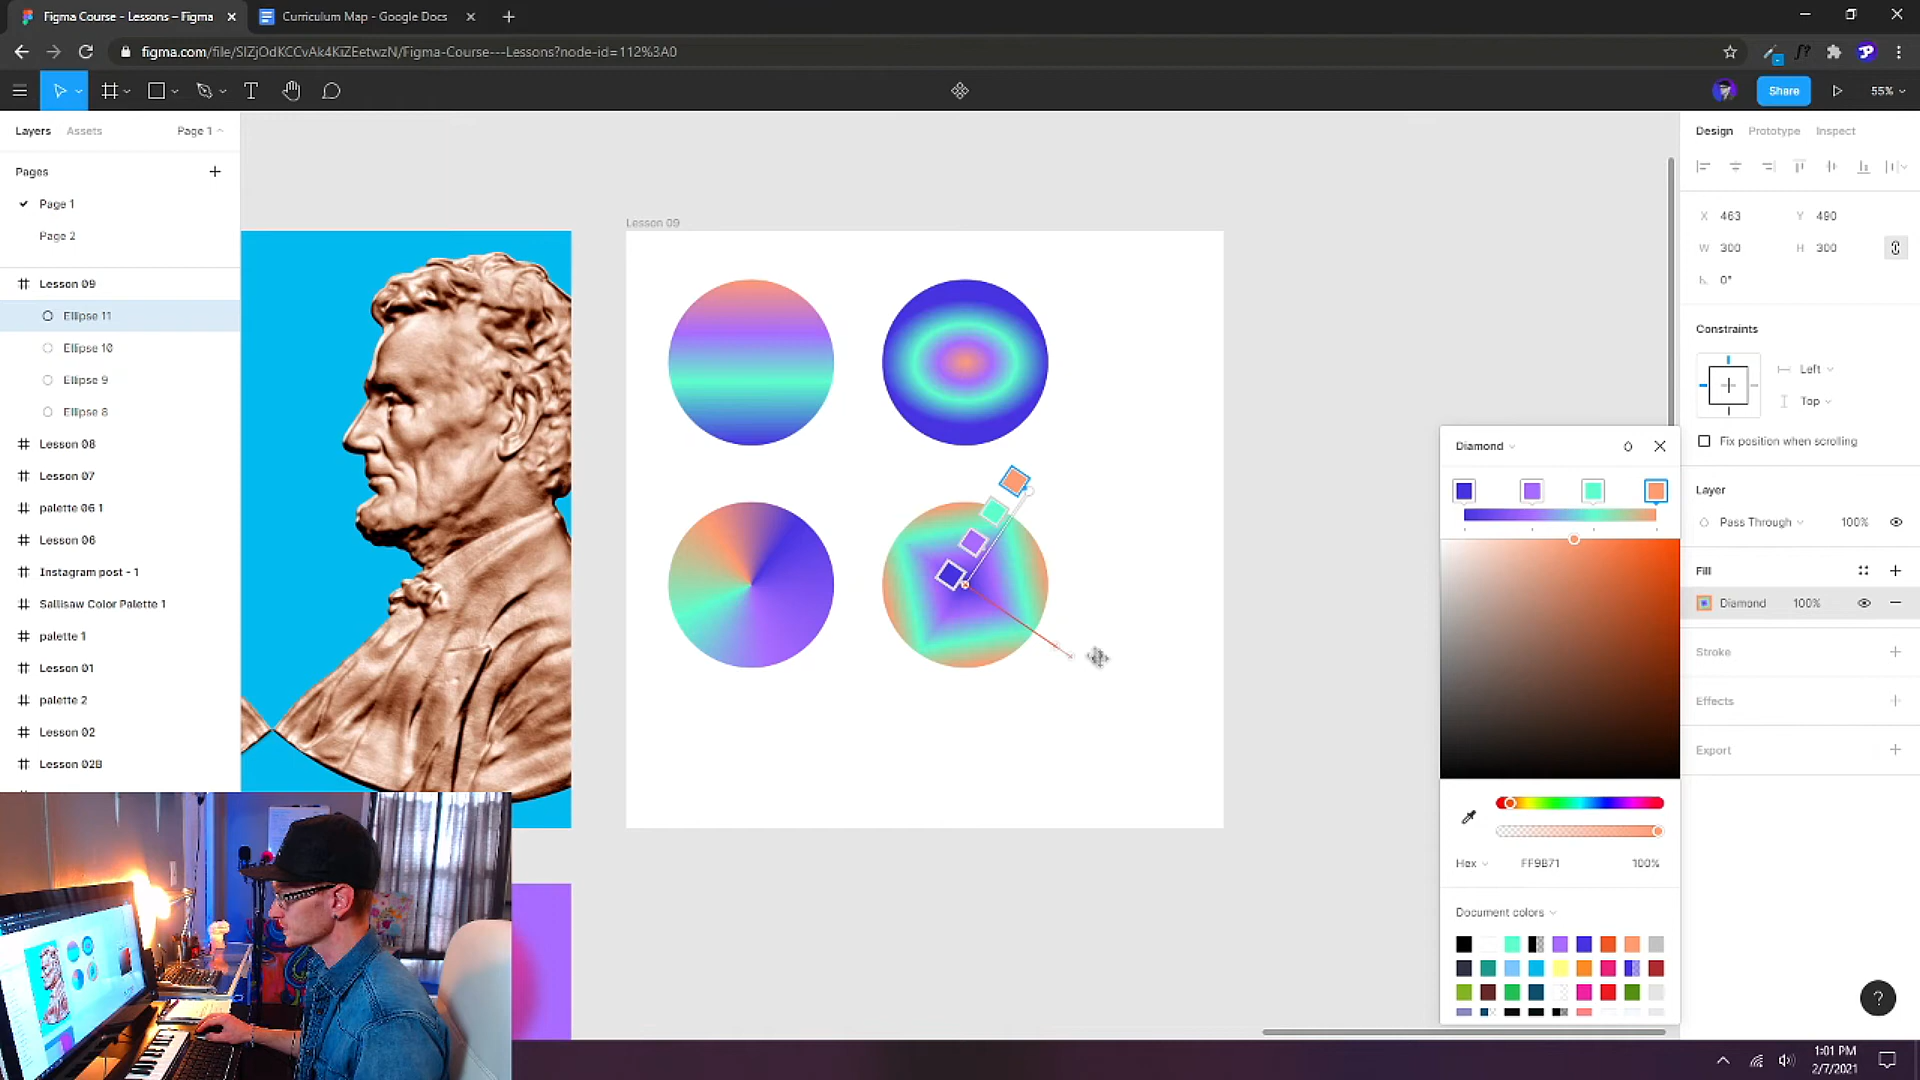 Figma Course - Lessons – Figma
Curriculum Map - Google Docs
figma.com/file/SIZjOdKCCvAk4KiZEetwzN/Figma-Course---Lessons?node-id=112%3A0
Share
55%
Layers
Assets
Page 1
Pages
Page 1
Page 2
Lesson 09
Ellipse 11
Ellipse 10
Ellipse 9
Ellipse 8
Lesson 08
Lesson 07
palette 06 1
Lesson 06
Instagram post - 1
Sallisaw Color Palette 1
palette 1
Lesson 01
palette 2
Lesson 02
Lesson 02B
Lesson 09
Design
Prototype
Inspect
X 463
Y 490
W 300
H 300
0°
Constraints
Left
Top
Fix position when scrolling
Layer
Pass Through
100%
Fill
Diamond
100%
Stroke
Effects
Export
Diamond
Hex
FF9B71
100%
Document colors
?
1:01 PM
2/7/2021